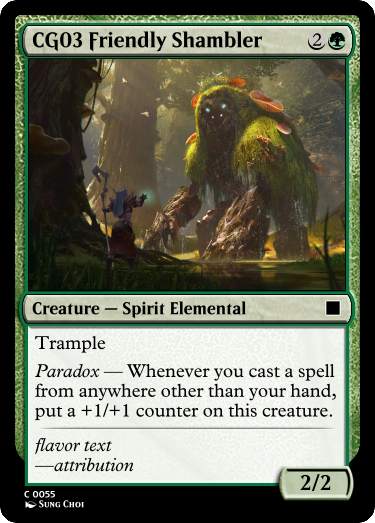 CG03 Friendly Shambler 2
Creature — Spirit Elemental
Trample
Paradox — Whenever you cast a spell
from anywhere other than your hand,
put a +1/+1 counter on this creature.
flavor text
—attribution
2/2
C 0055
Sung Choi